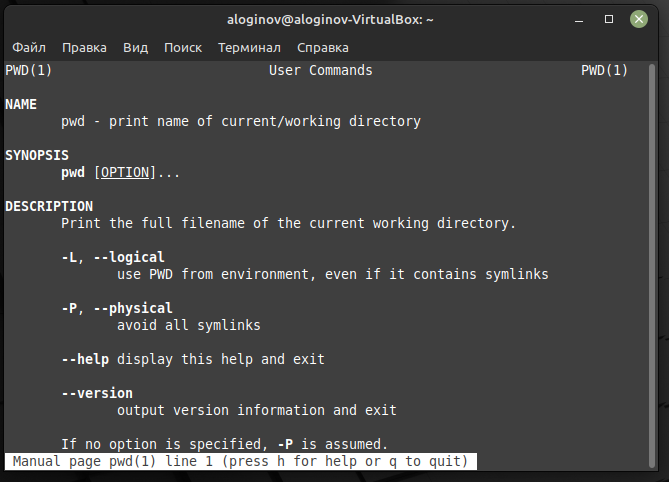 aloginov@aloginov-VirtualBox: ~
Файл Правка Вид Поиск Терминал Справка
PWD(1) User Commands PWD(1)
NAME
pwd - print name of current/working directory
SYNOPSIS
pwd [OPTION]...
DESCRIPTION
Print the full filename of the current working directory.
-L, --logical
use PWD from environment, even if it contains symlinks
-P, --physical
avoid all symlinks
--help display this help and exit
--version
output version information and exit
If no option is specified, -P is assumed.
Manual page pwd(1) line 1 (press h for help or q to quit)